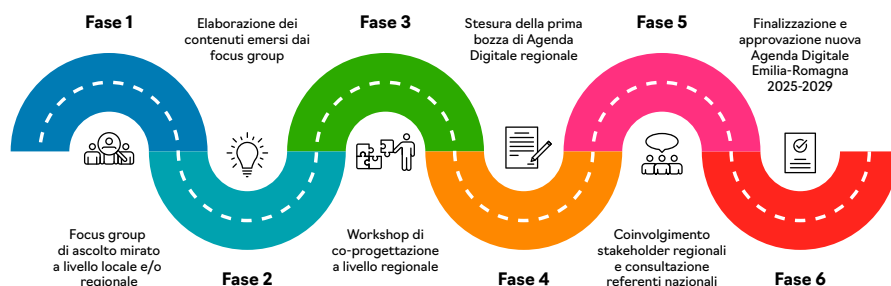 Fase 1
Focus group
di ascolto mirato
a livello locale e/o
regionale
Elaborazione dei
contenuti emersi dai
focus group
Fase 2
Fase 3
Workshop di
co-progettazione
a livello regionale
Stesura della prima
bozza di Agenda
Digitale regionale
Fase 4
Fase 5
Coinvolgimento
stakeholder regionali
e consultazione
referenti nazionali
Finalizzazione e
approvazione nuova
Agenda Digitale
Emilia-Romagna
2025-2029
Fase 6